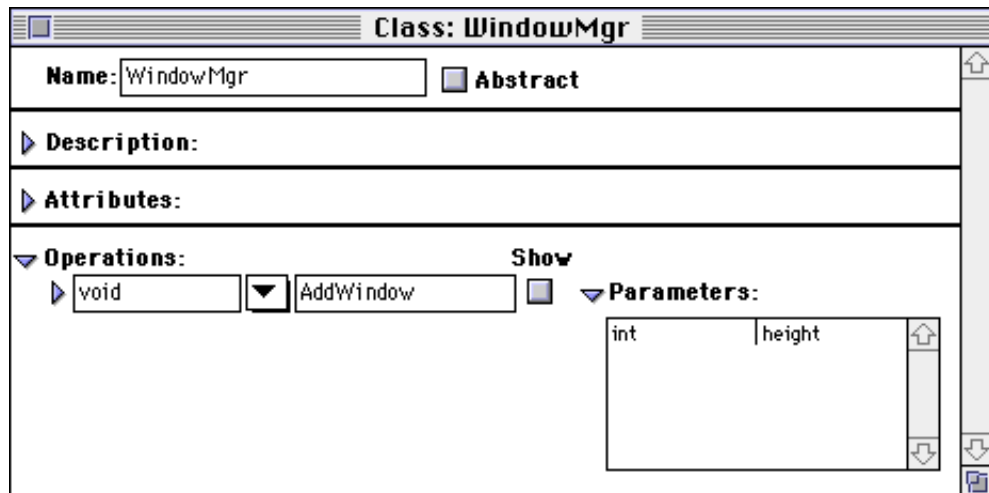 Class: WindowMgr
Name: WindowMgr Abstract
Description:
Attributes:
Operations: Show
void AddWindow Parameters:
int height